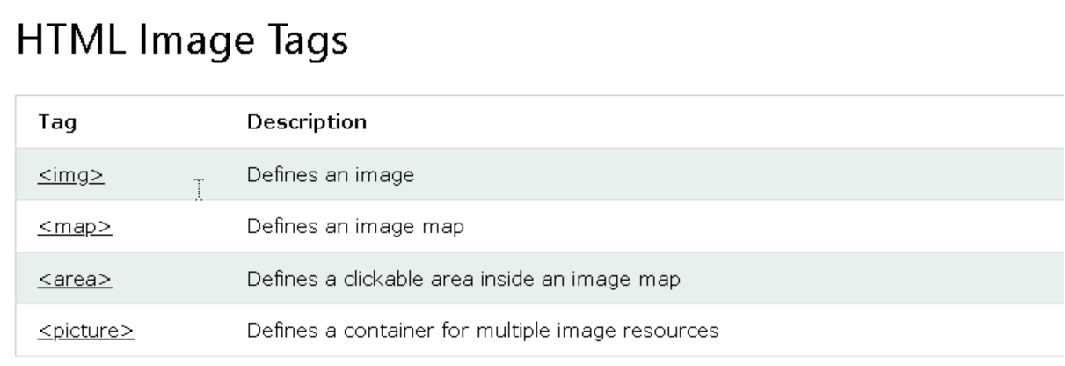 HTML Image Tags
Tag Description
<img> Defines an image
<map> Defines an image map
<area> Defines a clickable area inside an image map
<picture> Defines a container for multiple image resources